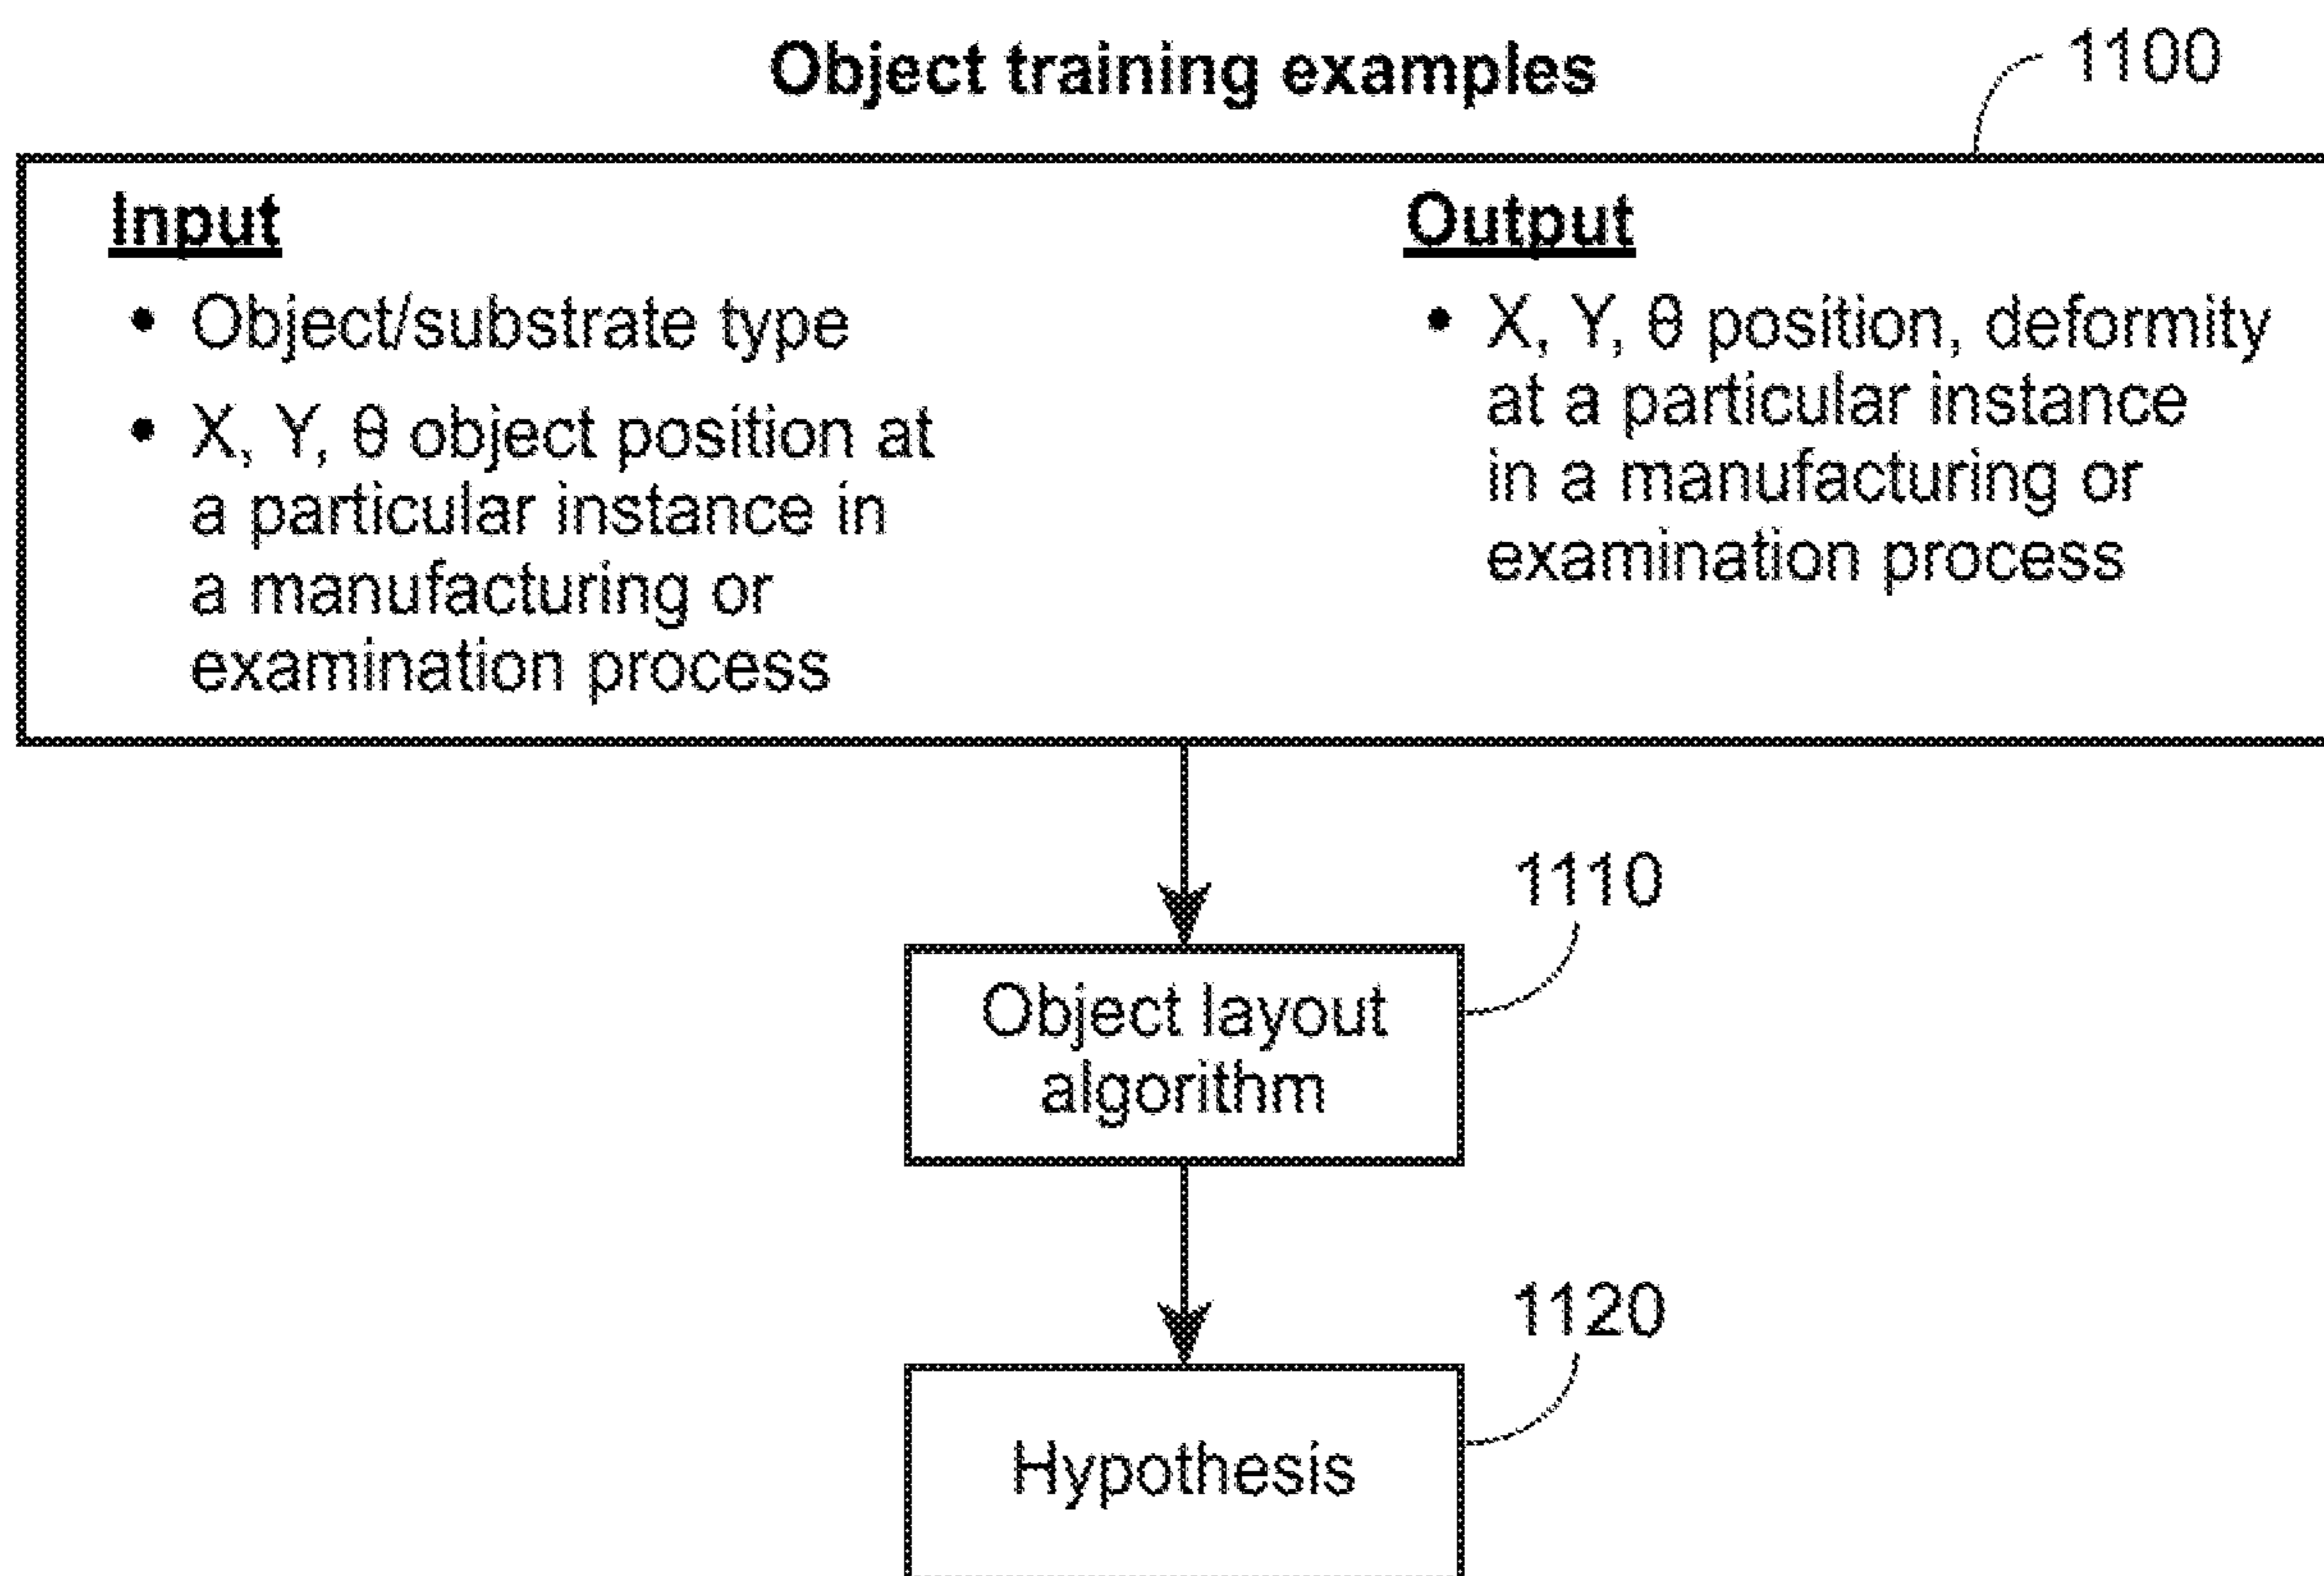 Object training examples
1100
Input
• Object/substrate type
• X, Y, θ object position at
a particular instance in
a manufacturing or
examination process
Output
• X, Y, θ position, deformity
at a particular instance
in a manufacturing or
examination process
1110
Object layout
algorithm
1120
Hypothesis